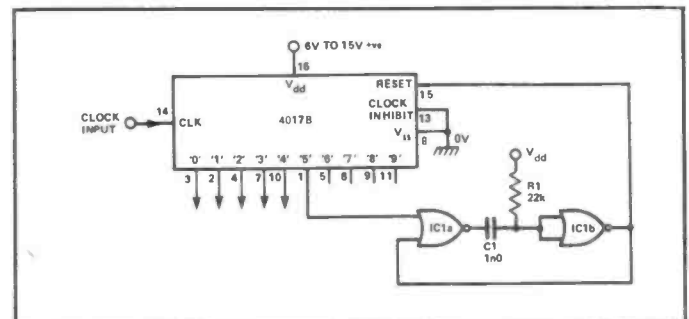 6V TO 15V +ve
16
Vdd
RESET
15
CLOCK
INHIBIT
13
Vss
8
0V
CLOCK
INPUT
14
CLK
4017B
'0' '1' '2' '3' '4' '5' '6' '7' '8' '9'
3 2 4 7 10 1 5 6 9 11
Vdd
R1
22k
IC1a
C1
1n0
IC1b